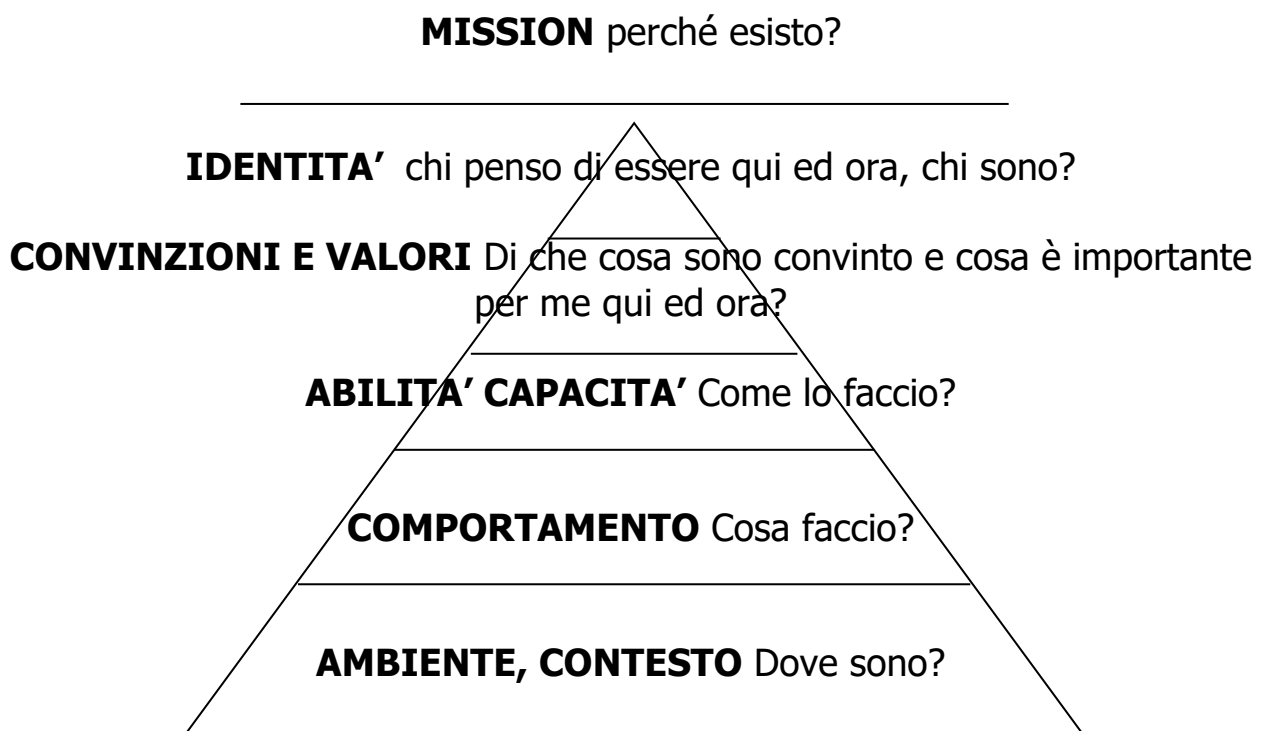 MISSION perché esisto?
IDENTITA’ chi penso di essere qui ed ora, chi sono?
CONVINZIONI E VALORI Di che cosa sono convinto e cosa è importante
per me qui ed ora?
ABILITA’ CAPACITA’ Come lo faccio?
COMPORTAMENTO Cosa faccio?
AMBIENTE, CONTESTO Dove sono?